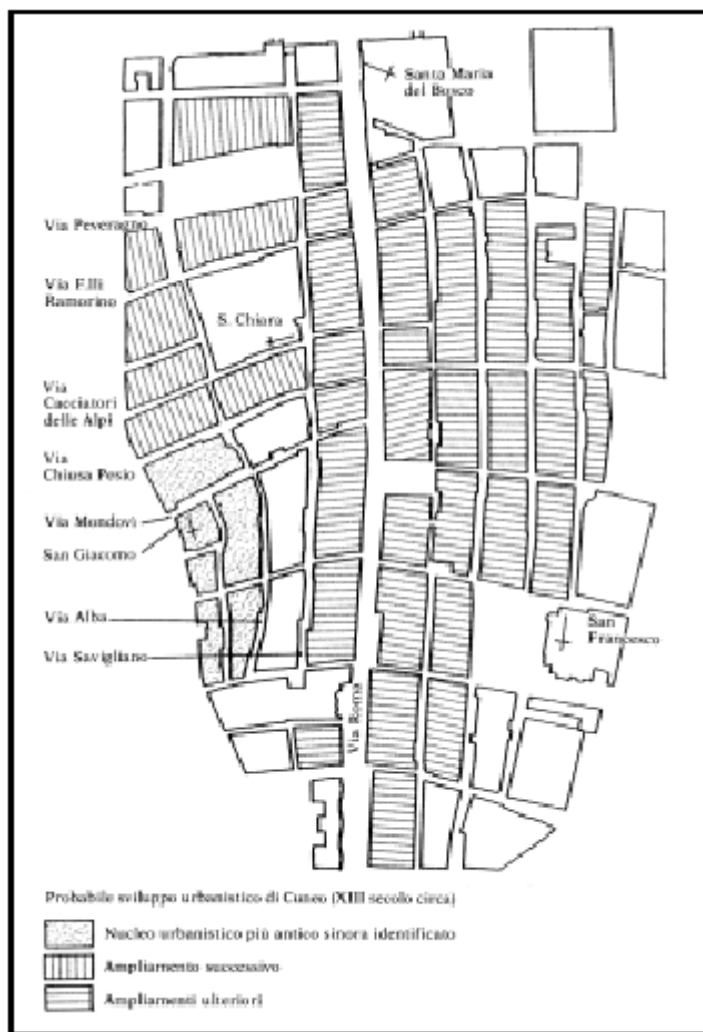 Santa Maria
del Bosco
Via Peveragno
Via F.lli
Ramorino
S. Chiara
Via
Cacciatori
delle Alpi
Via
Chiusa Pesio
Via Mondovì
San Giacomo
Via Alba
Via Savigliano
San
Francesco
Via Roma
Probabile sviluppo urbanistico di Cuneo (XIII secolo circa)
Nucleo urbanistico più antico sinora identificato
Ampliamento successivo
Ampliamenti ulteriori